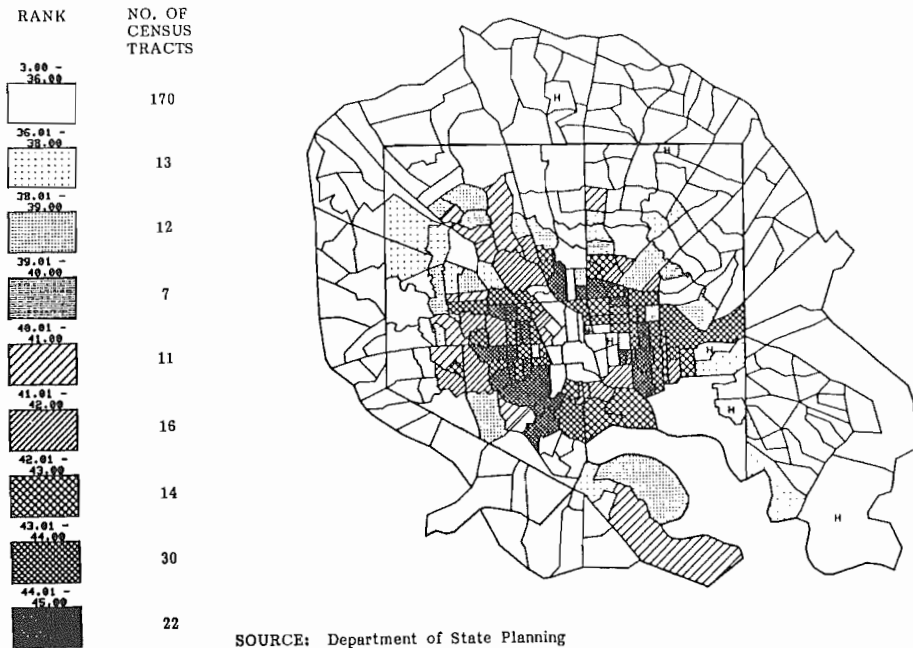 RANK
NO. OF
CENSUS
TRACTS
3.00 -
36.00
170
36.01 -
38.00
13
38.01 -
39.00
12
39.01 -
40.00
7
40.01 -
41.00
11
41.01 -
42.00
16
42.01 -
43.00
14
43.01 -
44.00
30
44.01 -
45.00
22
H
H
H
H
H
H
SOURCE: Department of State Planning